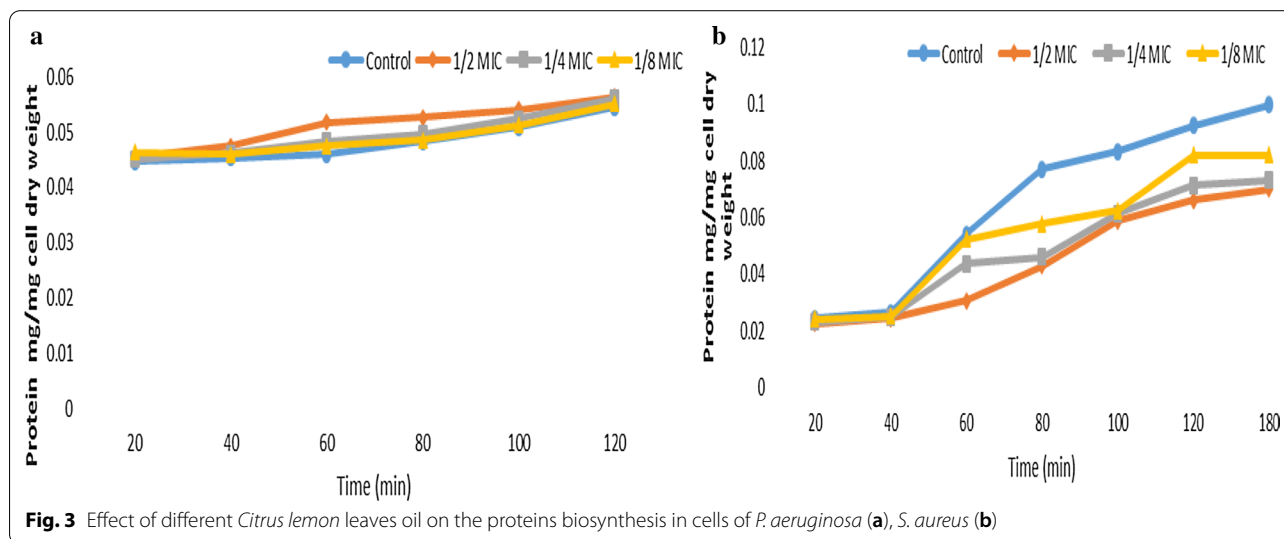 a
Control 1/2 MIC 1/4 MIC 1/8 MIC
Protein mg/mg cell dry weight
0.06
0.05
0.04
0.03
0.02
0.01
0
20 40 60 80 100 120
Time (min)
b
Control 1/2 MIC 1/4 MIC 1/8 MIC
Protein mg/mg cell dry
weight
0.12
0.1
0.08
0.06
0.04
0.02
0
20 40 60 80 100 120 180
Time (min)
Fig. 3 Effect of different Citrus lemon leaves oil on the proteins biosynthesis in cells of P. aeruginosa (a), S. aureus (b)